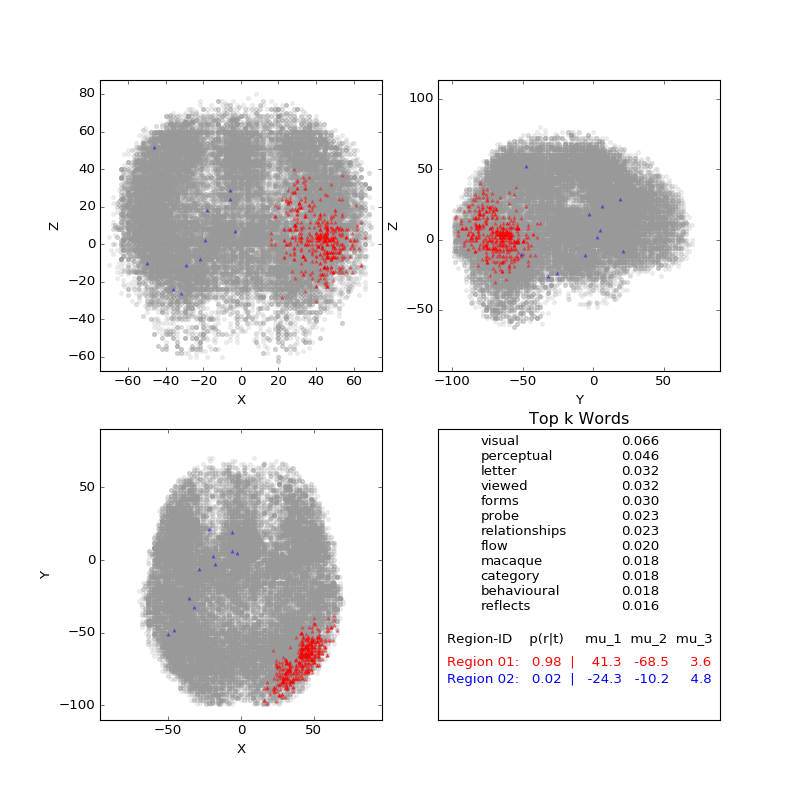 80
60
40
20
0
−20
−40
−60
Z
−60 −40 −20 0 20 40 60
X
100
50
0
−50
Z
−100 −50 0 50
Y
50
0
−50
−100
Y
−50 0 50
X
Top k Words
visual 0.066
perceptual 0.046
letter 0.032
viewed 0.032
forms 0.030
probe 0.023
relationships 0.023
flow 0.020
macaque 0.018
category 0.018
behavioural 0.018
reflects 0.016
Region-ID p(r|t) mu_1 mu_2 mu_3
Region 01: 0.98 | 41.3 -68.5 3.6
Region 02: 0.02 | -24.3 -10.2 4.8